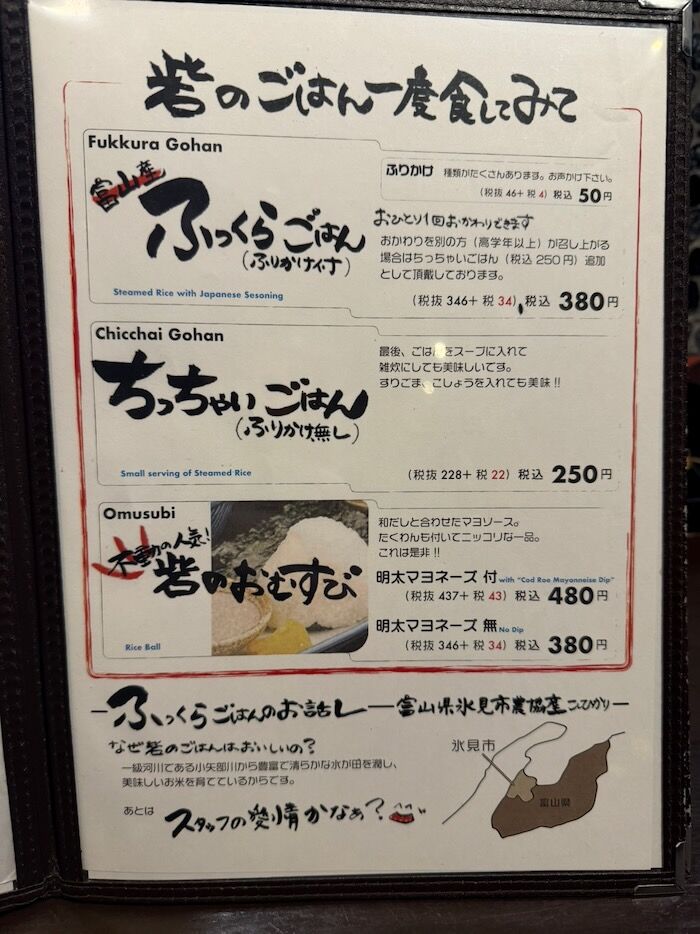 砦のごはん一度食してみて
Fukkura Gohan
富山産
ふっくらごはん
(ふりかけ付)
Steamed Rice with Japanese Sesoning
ふりかけ 種類がたくさんあります。お声かけ下さい。
(税抜 46+ 税 4) 税込 50円
おひとり1回おかわりできます
おかわりを別の方（高学年以上）が召し上がる
場合はちっちゃいごはん（税込 250 円）追加
として頂戴しております。
(税抜 346+ 税 34) 税込 380円
Chicchai Gohan
ちっちゃいごはん
(ふりかけ無し)
Small serving of Steamed Rice
最後、ごはんをスープに入れて
雑炊にしても美味しいです。
すりごま、こしょうを入れても美味!!
(税抜 228+ 税 22) 税込 250円
Omusubi
不動の人気!
砦のおむすび
Rice Ball
和だしと合わせたマヨソース。
たくわんも付いてニッコリな一品。
これは是非!!
明太マヨネーズ 付 with "Cod Roe Mayonneise Dip"
(税抜 437+ 税 43) 税込 480円
明太マヨネーズ 無 No Dip
(税抜 346+ 税 34) 税込 380円
ーふっくらごはんのお話しー富山県氷見市農協産こしひかりー
なぜ砦のごはんはおいしいの?
一級河川である小矢部川から豊富で清らかな水が田を潤し、
美味しいお米を育てているからです。
あとは スタッフの愛情かなぁ?
氷見市
富山県